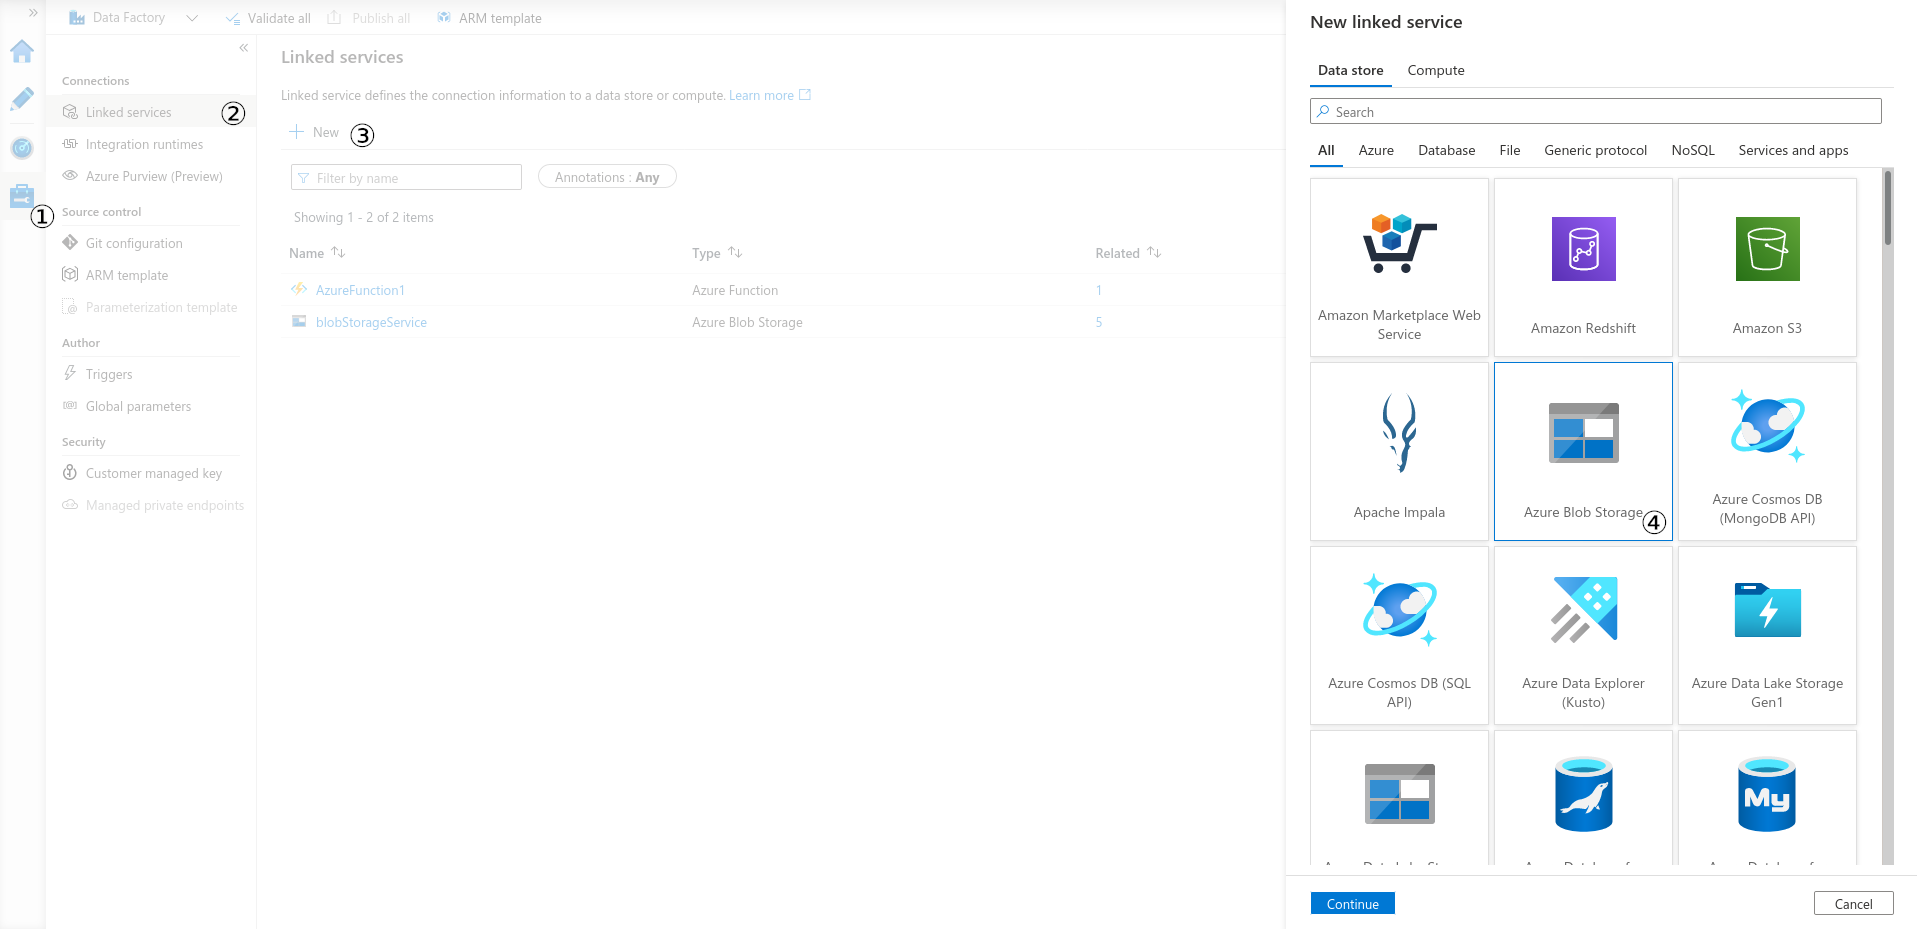 Data Factory
Validate all
Publish all
ARM template
Connections
Linked services
②
Integration runtimes
Azure Purview (Preview)
①
Source control
Git configuration
ARM template
Parameterization template
Author
Triggers
Global parameters
Security
Customer managed key
Managed private endpoints
Linked services
Linked service defines the connection information to a data store or compute. Learn more
New
③
Filter by name
Annotations : Any
Showing 1 - 2 of 2 items
Name Type Related
AzureFunction1 Azure Function 1
blobStorageService Azure Blob Storage 5
New linked service
Data store Compute
Search
All Azure Database File Generic protocol NoSQL Services and apps
Amazon Marketplace Web
Service
Amazon Redshift
Amazon S3
Apache Impala
Azure Blob Storage
④
Azure Cosmos DB
(MongoDB API)
Azure Cosmos DB (SQL
API)
Azure Data Explorer
(Kusto)
Azure Data Lake Storage
Gen1
My
Continue
Cancel